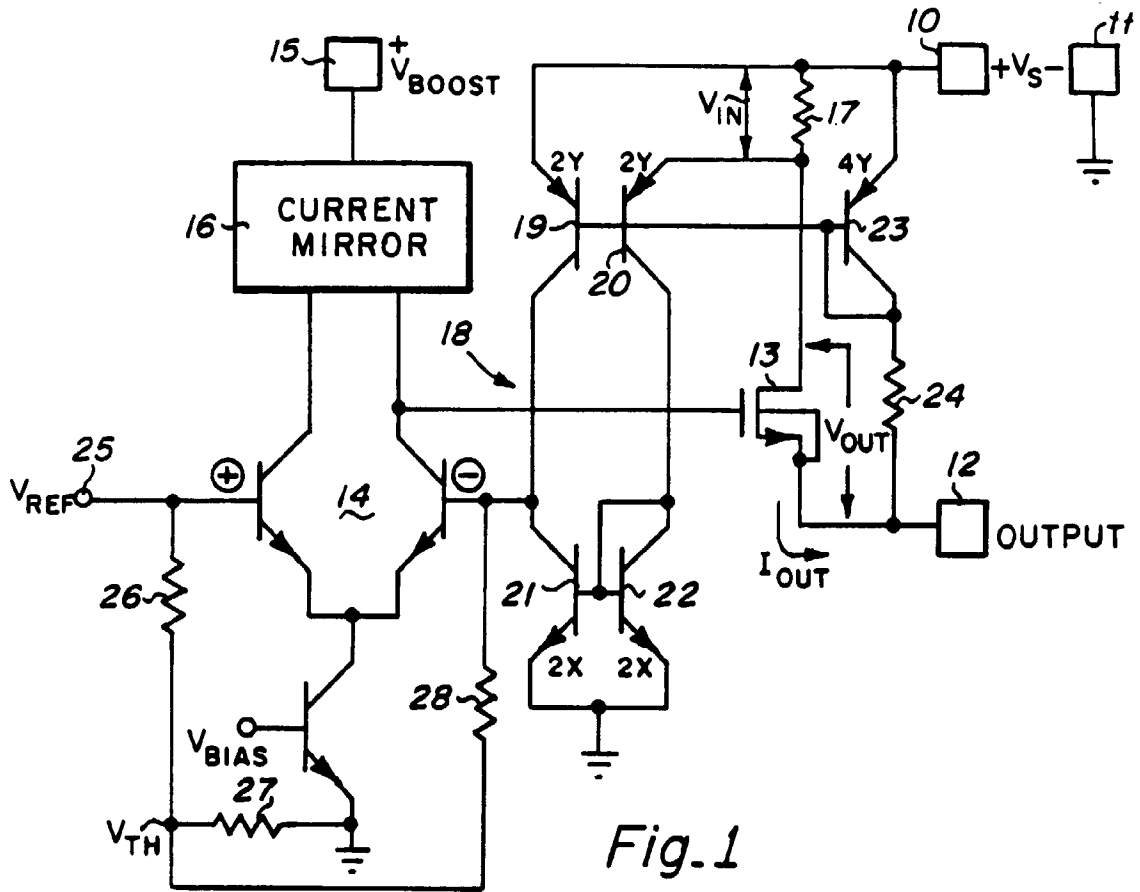 15
+
VBOOST
10
+VS-
11
VIN
17
2Y
2Y
4Y
16
CURRENT
MIRROR
19
20
23
18
13
24
VOUT
25
VREF
+
14
-
12
OUTPUT
IOUT
26
21
22
2X
2X
28
VBIAS
27
VTH
Fig. 1